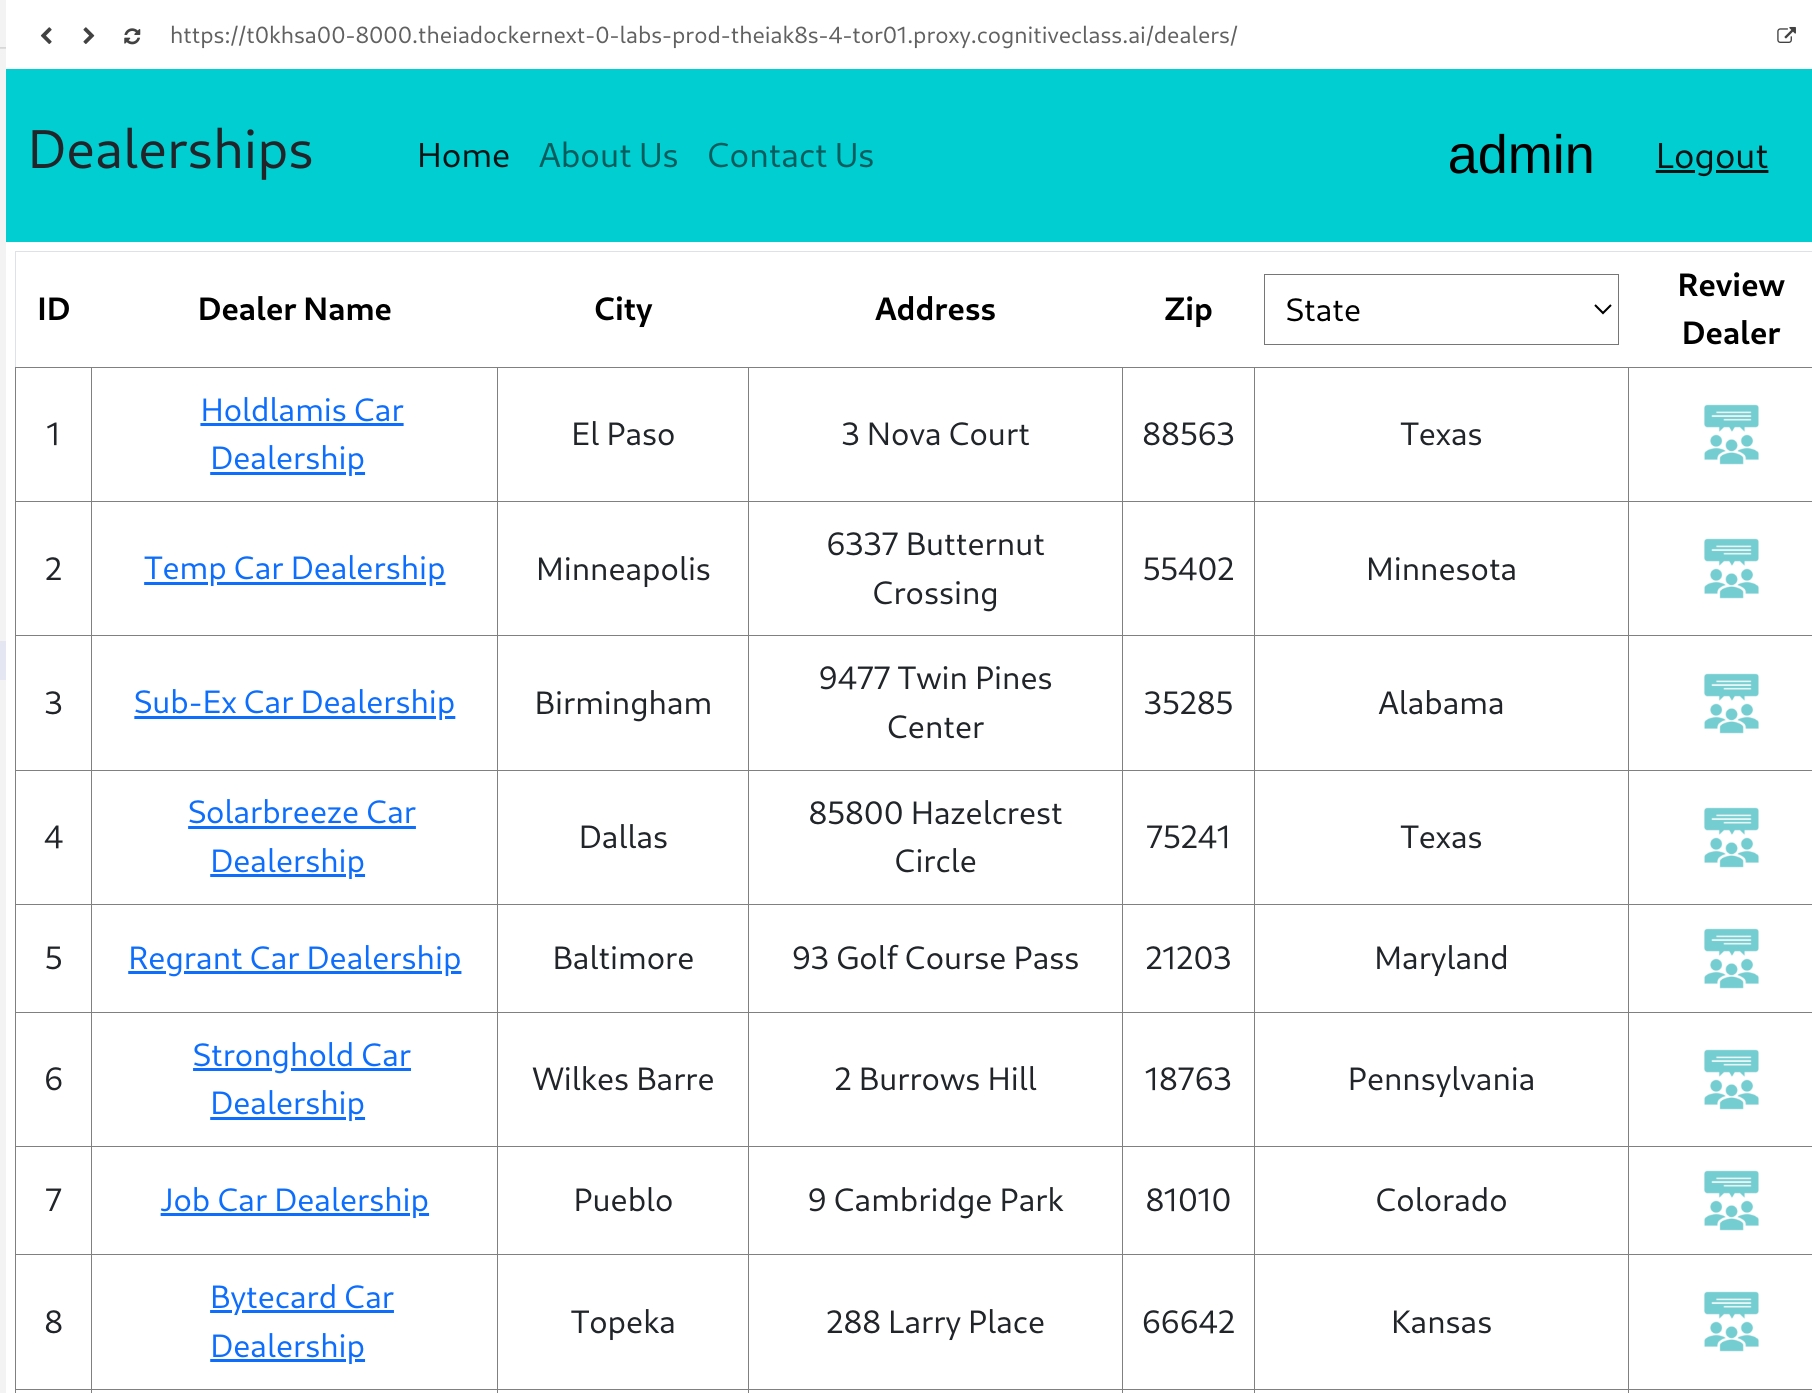 https://t0khsa00-8000.theiadockernext-0-labs-prod-theiak8s-4-tor01.proxy.cognitiveclass.ai/dealers/
Dealerships Home About Us Contact Us admin Logout
ID Dealer Name City Address Zip State Review Dealer
1 Holdlamis Car Dealership El Paso 3 Nova Court 88563 Texas
2 Temp Car Dealership Minneapolis 6337 Butternut Crossing 55402 Minnesota
3 Sub-Ex Car Dealership Birmingham 9477 Twin Pines Center 35285 Alabama
4 Solarbreeze Car Dealership Dallas 85800 Hazelcrest Circle 75241 Texas
5 Regrant Car Dealership Baltimore 93 Golf Course Pass 21203 Maryland
6 Stronghold Car Dealership Wilkes Barre 2 Burrows Hill 18763 Pennsylvania
7 Job Car Dealership Pueblo 9 Cambridge Park 81010 Colorado
8 Bytecard Car Dealership Topeka 288 Larry Place 66642 Kansas